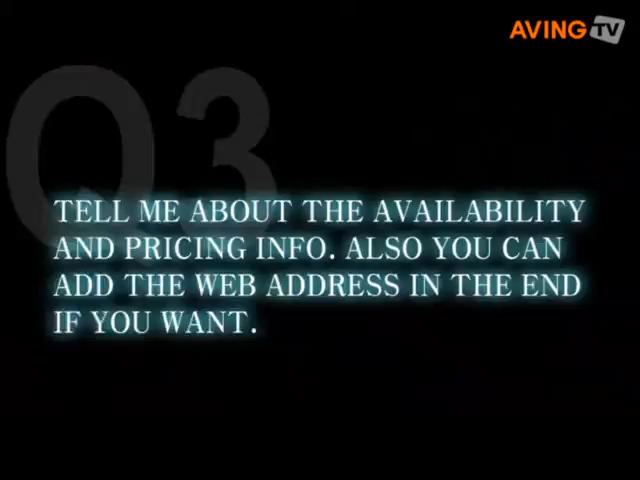 AVING TV
Q3
TELL ME ABOUT THE AVAILABILITY
AND PRICING INFO. ALSO YOU CAN
ADD THE WEB ADDRESS IN THE END
IF YOU WANT.